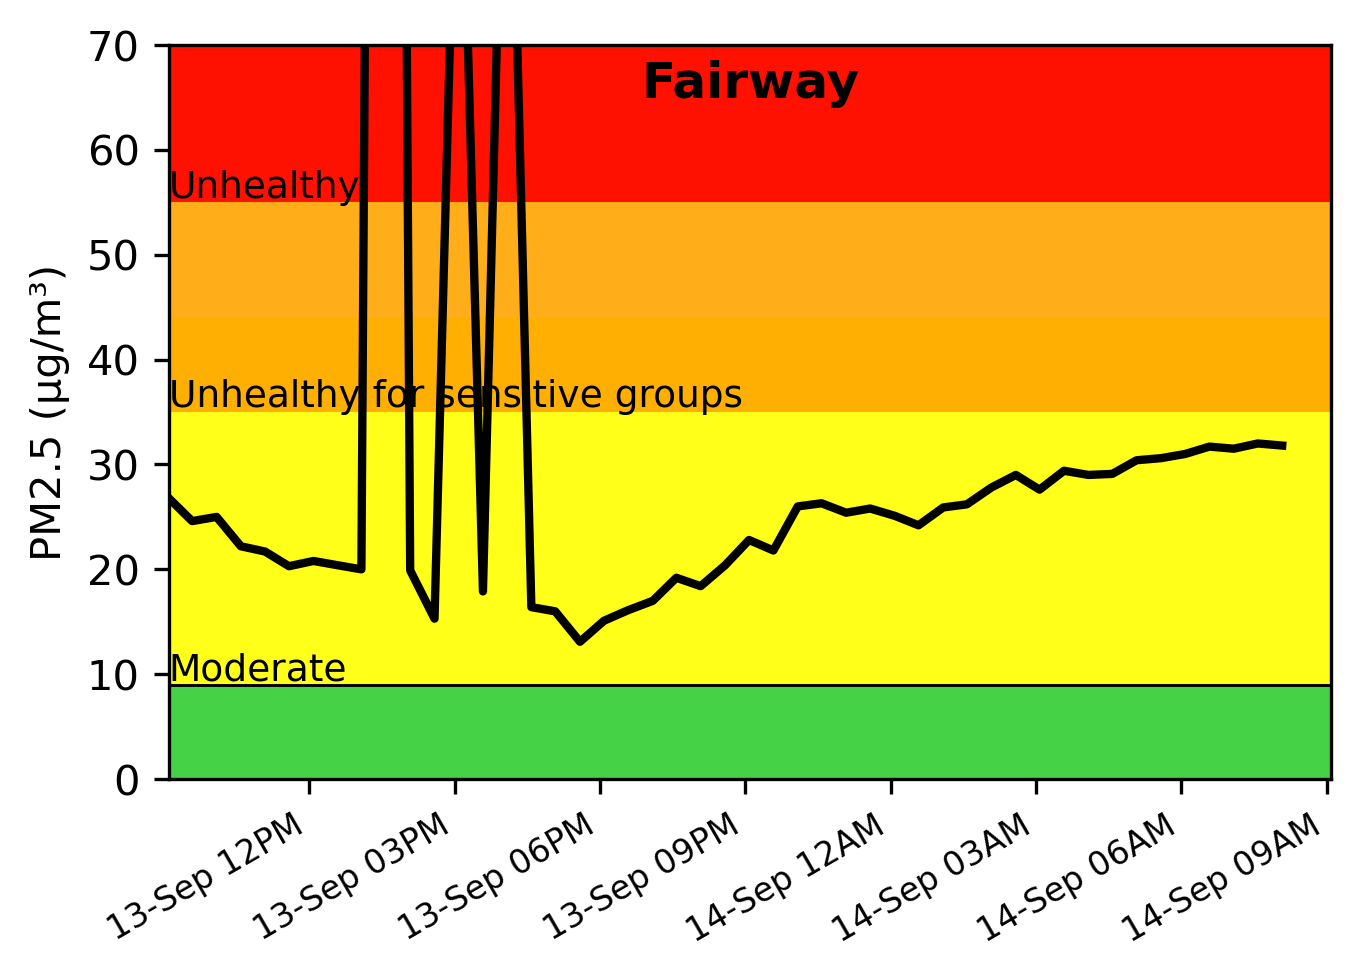 Fairway
PM2.5 (µg/m³)
70
60
50
40
30
20
10
0
Unhealthy
Unhealthy for sensitive groups
Moderate
13-Sep 12PM
13-Sep 03PM
13-Sep 06PM
13-Sep 09PM
14-Sep 12AM
14-Sep 03AM
14-Sep 06AM
14-Sep 09AM